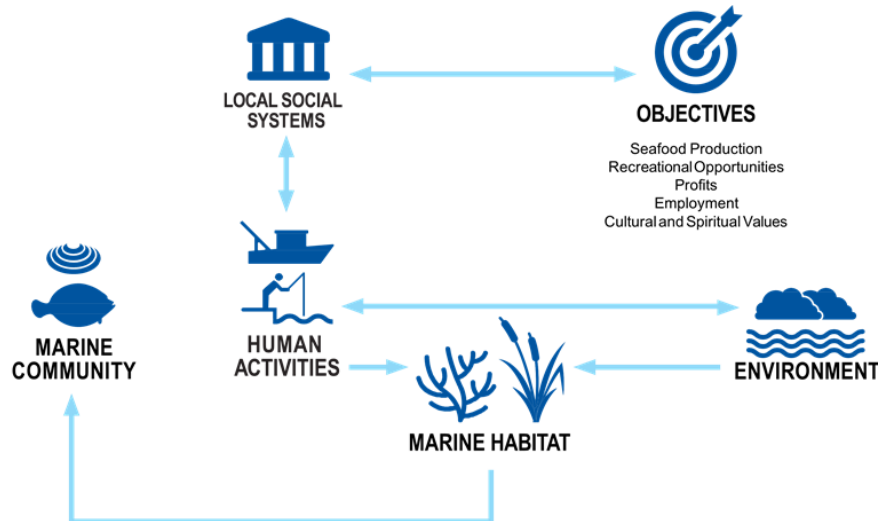 LOCAL SOCIAL
SYSTEMS
OBJECTIVES
Seafood Production
Recreational Opportunities
Profits
Employment
Cultural and Spiritual Values
MARINE
COMMUNITY
HUMAN
ACTIVITIES
ENVIRONMENT
MARINE HABITAT